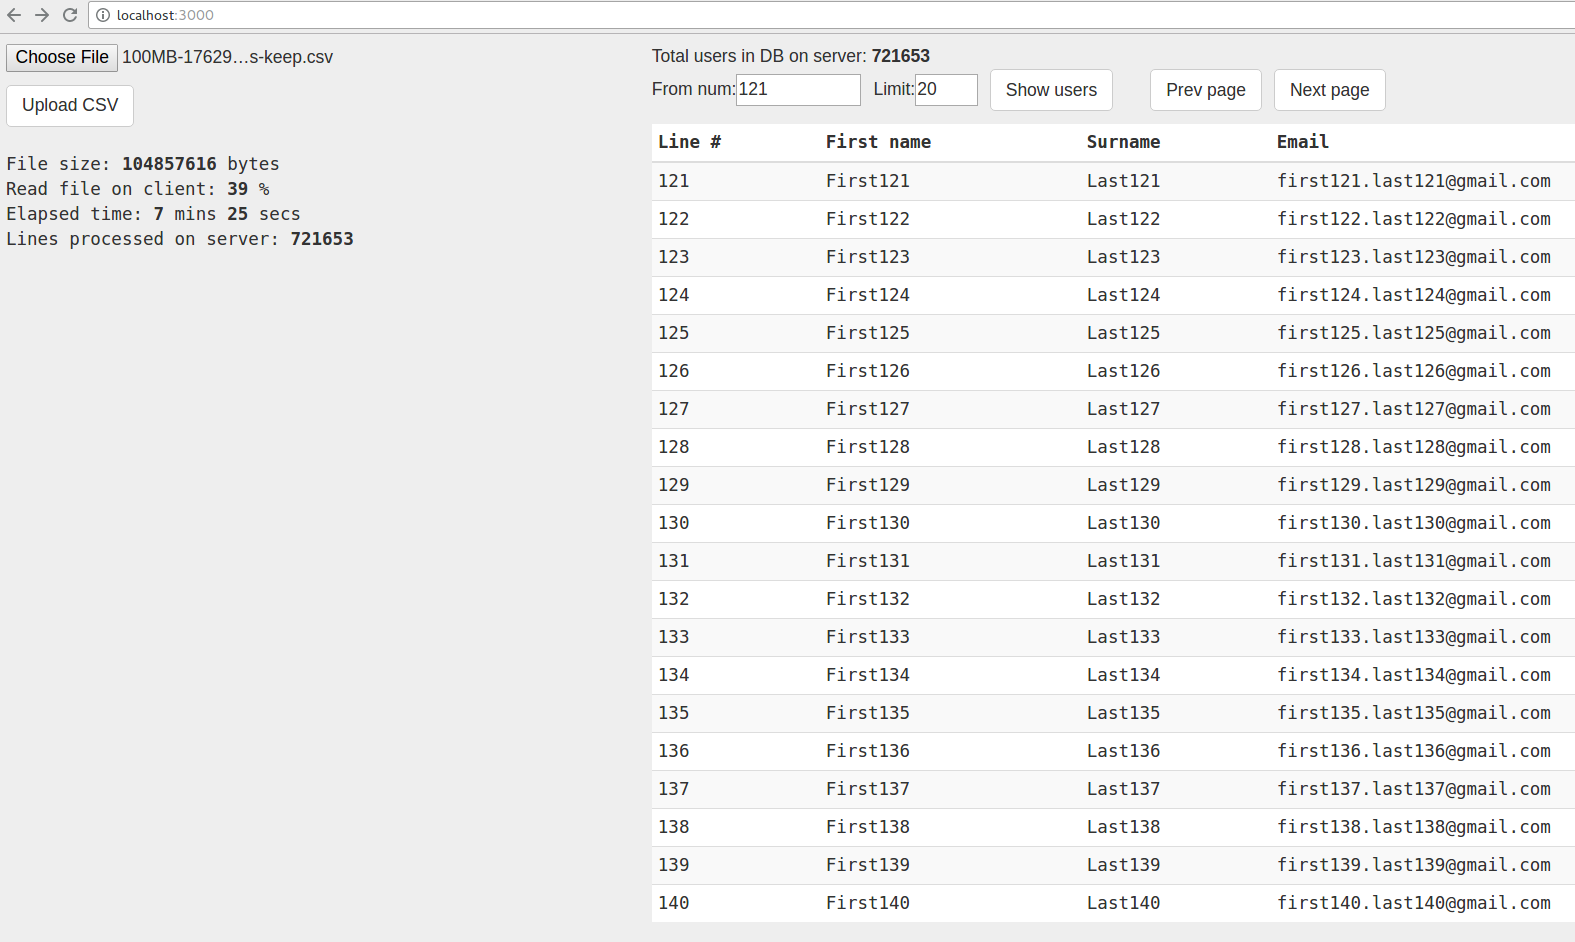 localhost:3000
Choose File 100MB-17629…s-keep.csv
Upload CSV
File size: 104857616 bytes
Read file on client: 39 %
Elapsed time: 7 mins 25 secs
Lines processed on server: 721653
Total users in DB on server: 721653
From num: 121 Limit: 20 Show users Prev page Next page
Line # First name Surname Email
121 First121 Last121 first121.last121@gmail.com
122 First122 Last122 first122.last122@gmail.com
123 First123 Last123 first123.last123@gmail.com
124 First124 Last124 first124.last124@gmail.com
125 First125 Last125 first125.last125@gmail.com
126 First126 Last126 first126.last126@gmail.com
127 First127 Last127 first127.last127@gmail.com
128 First128 Last128 first128.last128@gmail.com
129 First129 Last129 first129.last129@gmail.com
130 First130 Last130 first130.last130@gmail.com
131 First131 Last131 first131.last131@gmail.com
132 First132 Last132 first132.last132@gmail.com
133 First133 Last133 first133.last133@gmail.com
134 First134 Last134 first134.last134@gmail.com
135 First135 Last135 first135.last135@gmail.com
136 First136 Last136 first136.last136@gmail.com
137 First137 Last137 first137.last137@gmail.com
138 First138 Last138 first138.last138@gmail.com
139 First139 Last139 first139.last139@gmail.com
140 First140 Last140 first140.last140@gmail.com